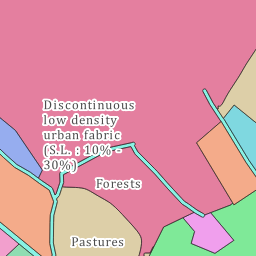 Discontinuous
low density
urban fabric
(S.L. : 10% -
30%)
Forests
Pastures